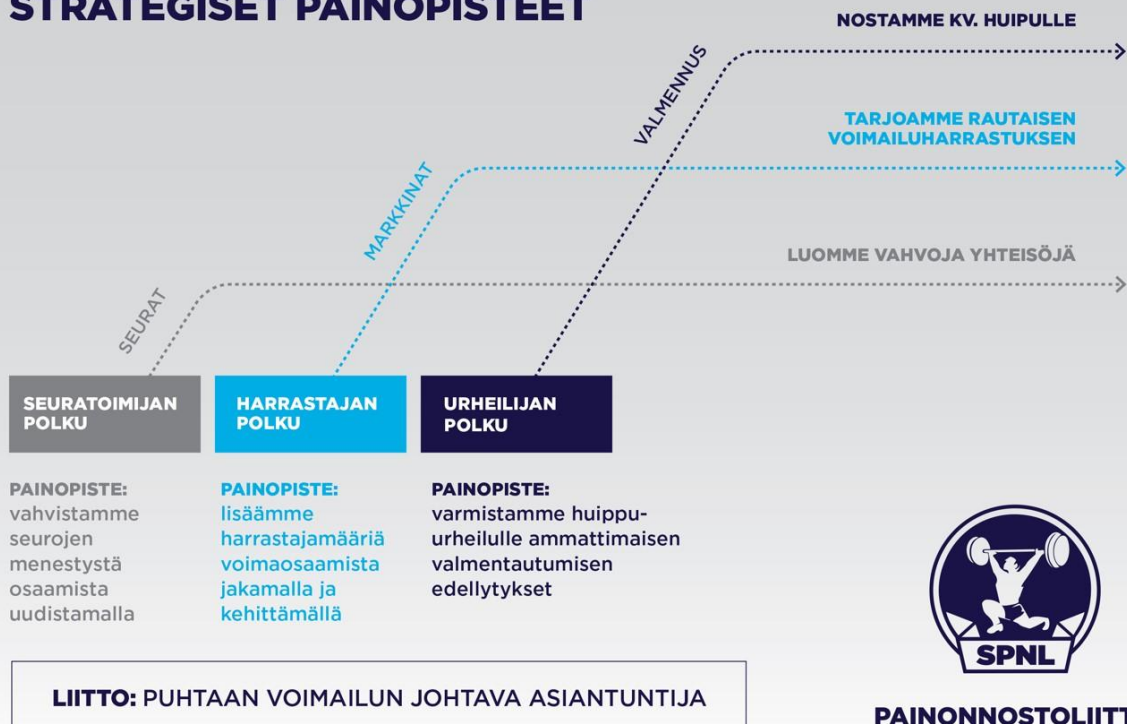 STRATEGISET PAINOPISTEET
NOSTAMME KV. HUIPULLE
VALMENNUS
TARJOAMME RAUTAISEN
VOIMAILUHARRASTUKSEN
MARKKINAT
LUOMME VAHVOJA YHTEISÖJÄ
SEURAT
SEURATOIMIJAN
POLKU
HARRASTAJAN
POLKU
URHEILIJAN
POLKU
PAINOPISTE:
vahvistamme
seurojen
menestystä
osaamista
uudistamalla
PAINOPISTE:
lisäämme
harrastajamääriä
voimaosaamista
jakamalla ja
kehittämällä
PAINOPISTE:
varmistamme huippu-
urheilulle ammattimaisen
valmentautumisen
edellytykset
SPNL
LIITTO: PUHTAAN VOIMAILUN JOHTAVA ASIANTUNTIJA
PAINONNOSTOLIITT